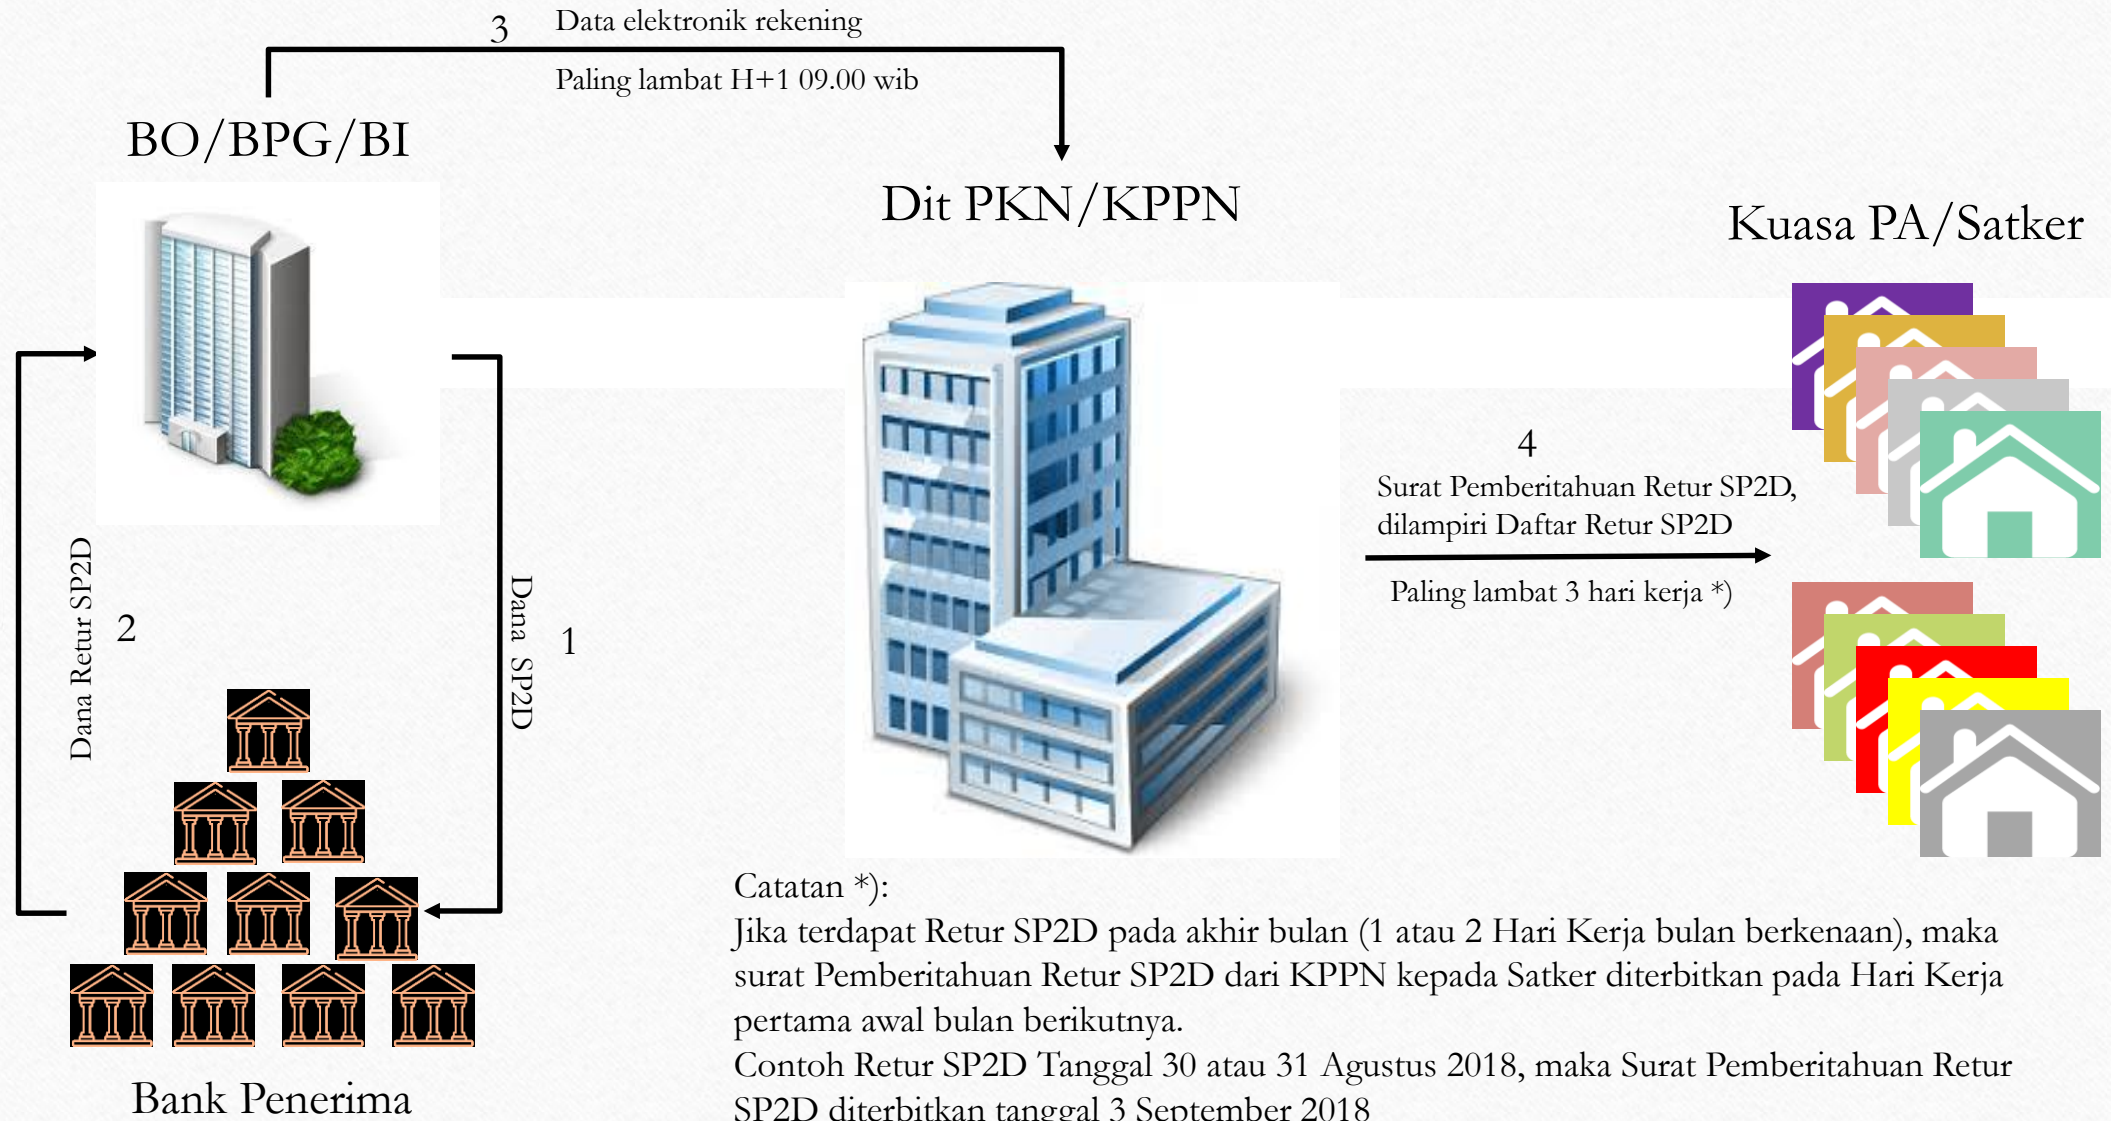 3
Data elektronik rekening
Paling lambat H+1 09.00 wib
BO/BPG/BI
Dit PKN/KPPN
Kuasa PA/Satker
Dana Retur SP2D
2
Dana SP2D
1
4
Surat Pemberitahuan Retur SP2D,
dilampiri Daftar Retur SP2D
Paling lambat 3 hari kerja *)
Bank Penerima
Catatan *):
Jika terdapat Retur SP2D pada akhir bulan (1 atau 2 Hari Kerja bulan berkenaan), maka
surat Pemberitahuan Retur SP2D dari KPPN kepada Satker diterbitkan pada Hari Kerja
pertama awal bulan berikutnya.
Contoh Retur SP2D Tanggal 30 atau 31 Agustus 2018, maka Surat Pemberitahuan Retur
SP2D diterbitkan tanggal 3 September 2018